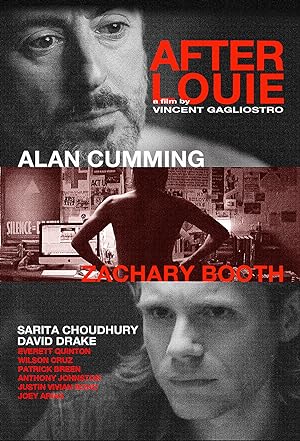 AFTER
LOUIE
a film by
VINCENT GAGLIOSTRO
ALAN CUMMING
SILENCE=D
ZACHARY BOOTH
SARITA CHOUDHURY
DAVID DRAKE
EVERETT QUINTON
WILSON CRUZ
PATRICK BREEN
ANTHONY JOHNSTON
JUSTIN VIVIAN BOND
JOEY ARIAS